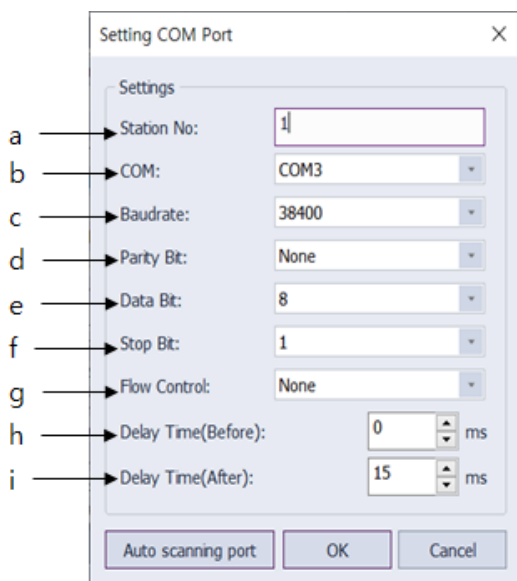 Setting COM Port
Settings
a Station No: 1
b COM: COM3
c Baudrate: 38400
d Parity Bit: None
e Data Bit: 8
f Stop Bit: 1
g Flow Control: None
h Delay Time(Before): 0 ms
i Delay Time(After): 15 ms
Auto scanning port OK Cancel